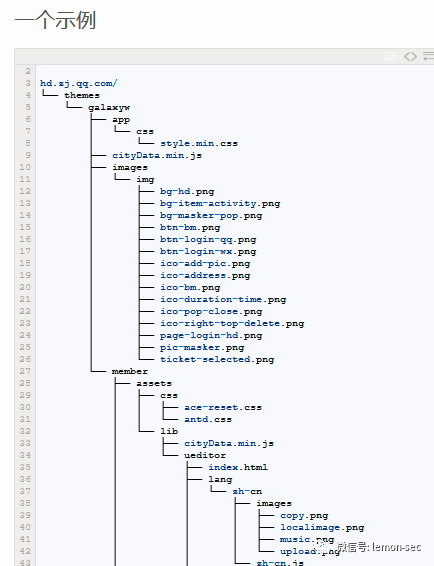 一个示例
2
3 hd.zj.qq.com/
4 └── themes
5     └── galaxyw
6         ├── app
7         │   └── css
8         │       └── style.min.css
9         ├── cityData.min.js
10         ├── images
11         │   └── img
12         │       ├── bg-hd.png
13         │       ├── bg-item-activity.png
14         │       ├── bg-masker-pop.png
15         │       ├── btn-bm.png
16         │       ├── btn-login-qq.png
17         │       ├── btn-login-wx.png
18         │       ├── ico-add-pic.png
19         │       ├── ico-address.png
20         │       ├── ico-bm.png
21         │       ├── ico-duration-time.png
22         │       ├── ico-pop-close.png
23         │       ├── ico-right-top-delete.png
24         │       ├── page-login-hd.png
25         │       ├── pic-masker.png
26         │       └── ticket-selected.png
27         └── member
28             ├── assets
29             │   ├── css
30             │   │   ├── ace-reset.css
31             │   │   └── antd.css
32             │   └── lib
33             │       ├── cityData.min.js
34             │       └── ueditor
35             │           ├── index.html
36             │           ├── lang
37             │           │   └── zh-cn
38             │           │       ├── images
39             │           │       │   ├── copy.png
40             │           │       │   ├── localimage.png
41             │           │       │   ├── music.png
42             │           │       │   └── upload.png
43             │           │       └── zh-cn.js
微信号: lemon-sec